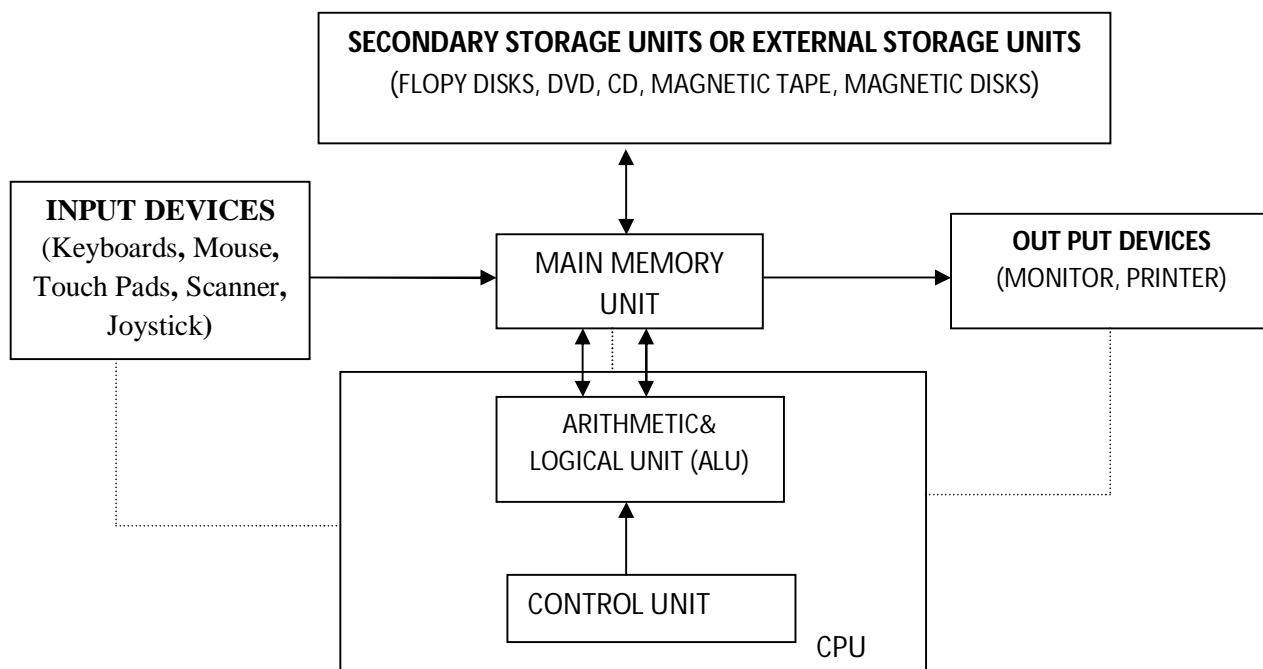 SECONDARY STORAGE UNITS OR EXTERNAL STORAGE UNITS
(FLOPY DISKS, DVD, CD, MAGNETIC TAPE, MAGNETIC DISKS)
INPUT DEVICES
(Keyboards, Mouse,
Touch Pads, Scanner,
Joystick)
MAIN MEMORY
UNIT
OUT PUT DEVICES
(MONITOR, PRINTER)
ARITHMETIC&
LOGICAL UNIT (ALU)
CONTROL UNIT
CPU